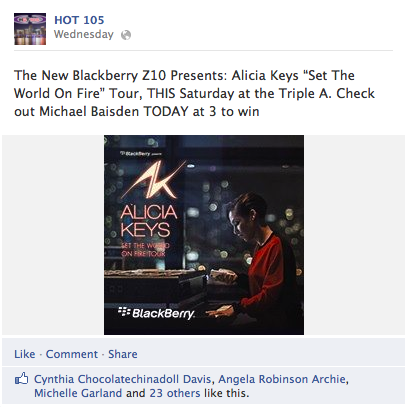 HOT 105
Wednesday
The New Blackberry Z10 Presents: Alicia Keys “Set The
World On Fire” Tour, THIS Saturday at the Triple A. Check
out Michael Baisden TODAY at 3 to win
BlackBerry presents
AK
ALICIA
KEYS
SET THE WORLD
ON FIRE TOUR
BlackBerry
Like · Comment · Share
Cynthia Chocolatechinadoll Davis, Angela Robinson Archie,
Michelle Garland and 23 others like this.